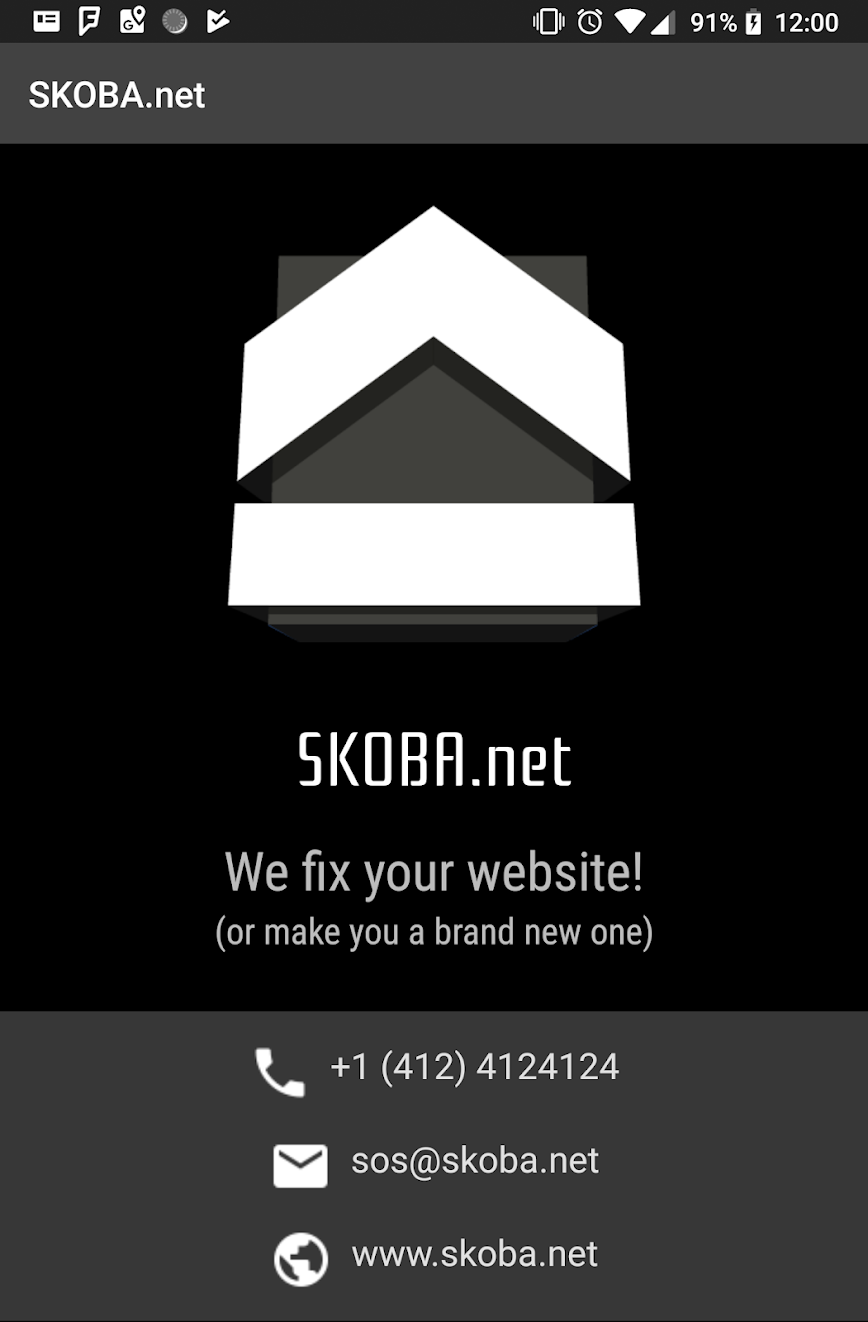 91% 12:00
SKOBA.net
SKOBA.net
We fix your website!
(or make you a brand new one)
+1 (412) 4124124
sos@skoba.net
www.skoba.net